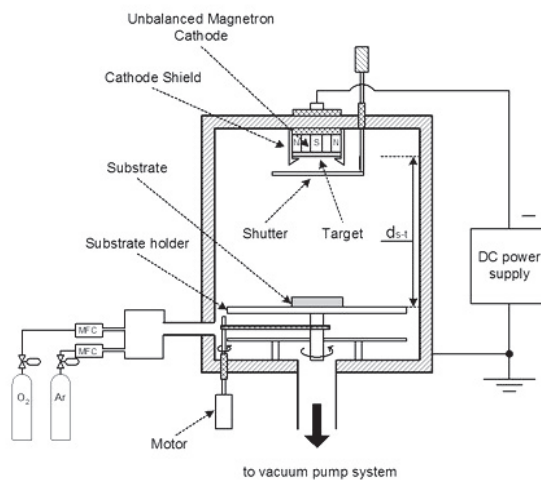 Unbalanced Magnetron
Cathode
Cathode Shield
N S N
Substrate
Shutter
Target
ds-t
Substrate holder
DC power
supply
MFC
MFC
O2
Ar
Motor
to vacuum pump system